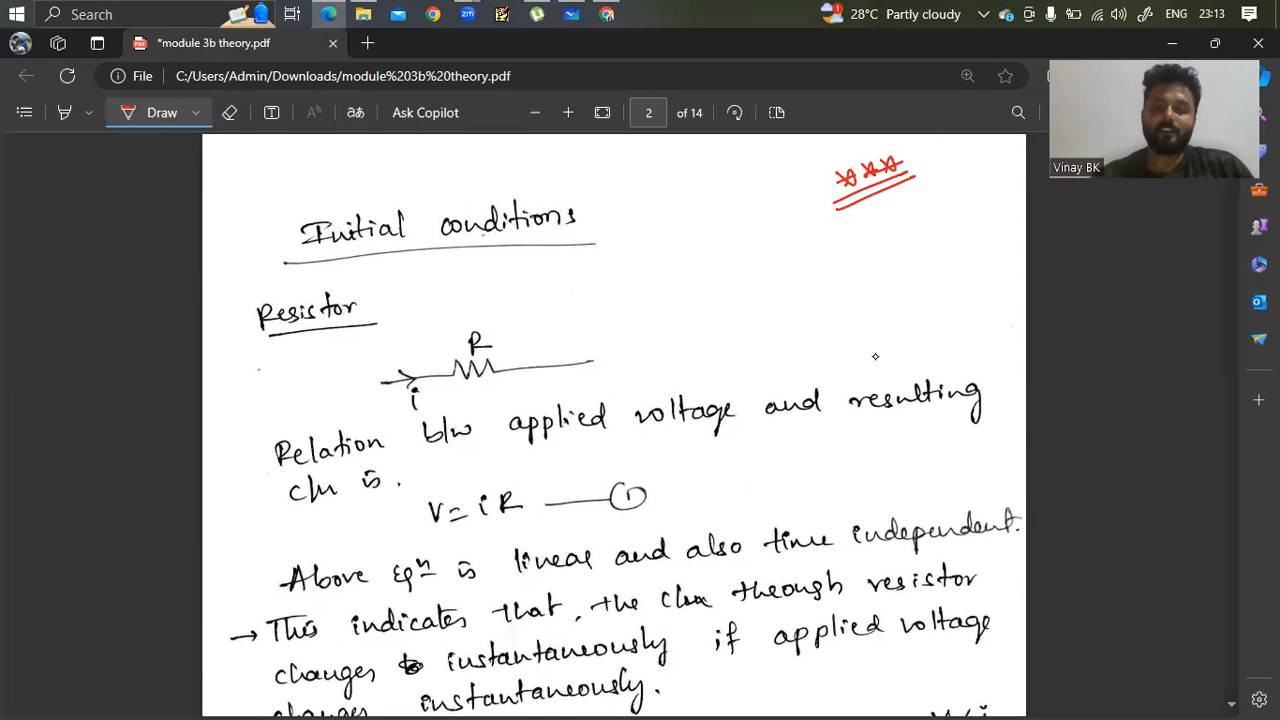 Search
28°C Partly cloudy
ENG
23:13
*module 3b theory.pdf
File
C:/Users/Admin/Downloads/module%203b%20theory.pdf
Draw
Ask Copilot
2 of 14
Vinay BK
Initial conditions
Resistor
R
i
Relation b/w applied voltage and resulting
is.
V = iR —— ①
Above eqn is linear and also time independent.
→ This indicates that, the through resistor
changes instantaneously if applied voltage
changes instantaneously.